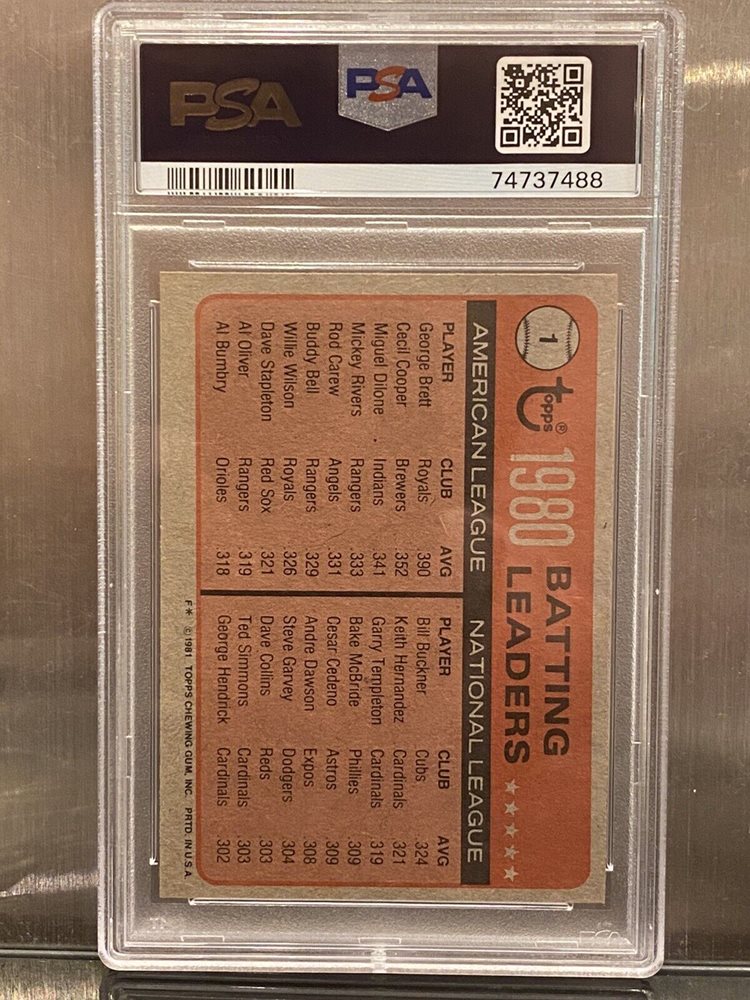 PSA
PSA
74737488
1
Topps®
1980 BATTING
LEADERS
AMERICAN LEAGUE NATIONAL LEAGUE
PLAYER CLUB AVG PLAYER CLUB AVG
George Brett Royals .390 Bill Buckner Cubs .324
Cecil Cooper Brewers .352 Keith Hernandez Cardinals .321
Miguel Dilone Indians .341 Garry Templeton Cardinals .319
Mickey Rivers Rangers .333 Bake McBride Phillies .309
Rod Carew Angels .331 Cesar Cedeno Astros .309
Buddy Bell Rangers .329 Andre Dawson Expos .308
Willie Wilson Royals .326 Steve Garvey Dodgers .304
Dave Stapleton Red Sox .321 Dave Collins Reds .303
Al Oliver Rangers .319 Ted Simmons Cardinals .303
Al Bumbry Orioles .318 George Hendrick Cardinals .302
F* ©1981 TOPPS CHEWING GUM, INC. PRTD. IN U.S.A.